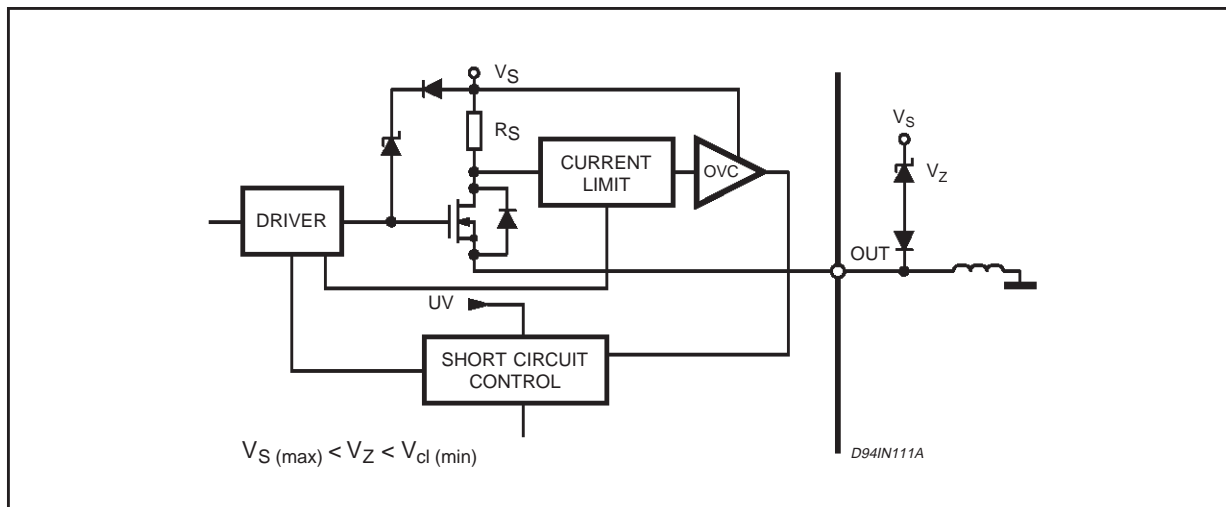 VS
RS
CURRENT
LIMIT
OVC
VS
VZ
DRIVER
OUT
UV
SHORT CIRCUIT
CONTROL
VS (max) < VZ < Vcl (min)
D94IN111A